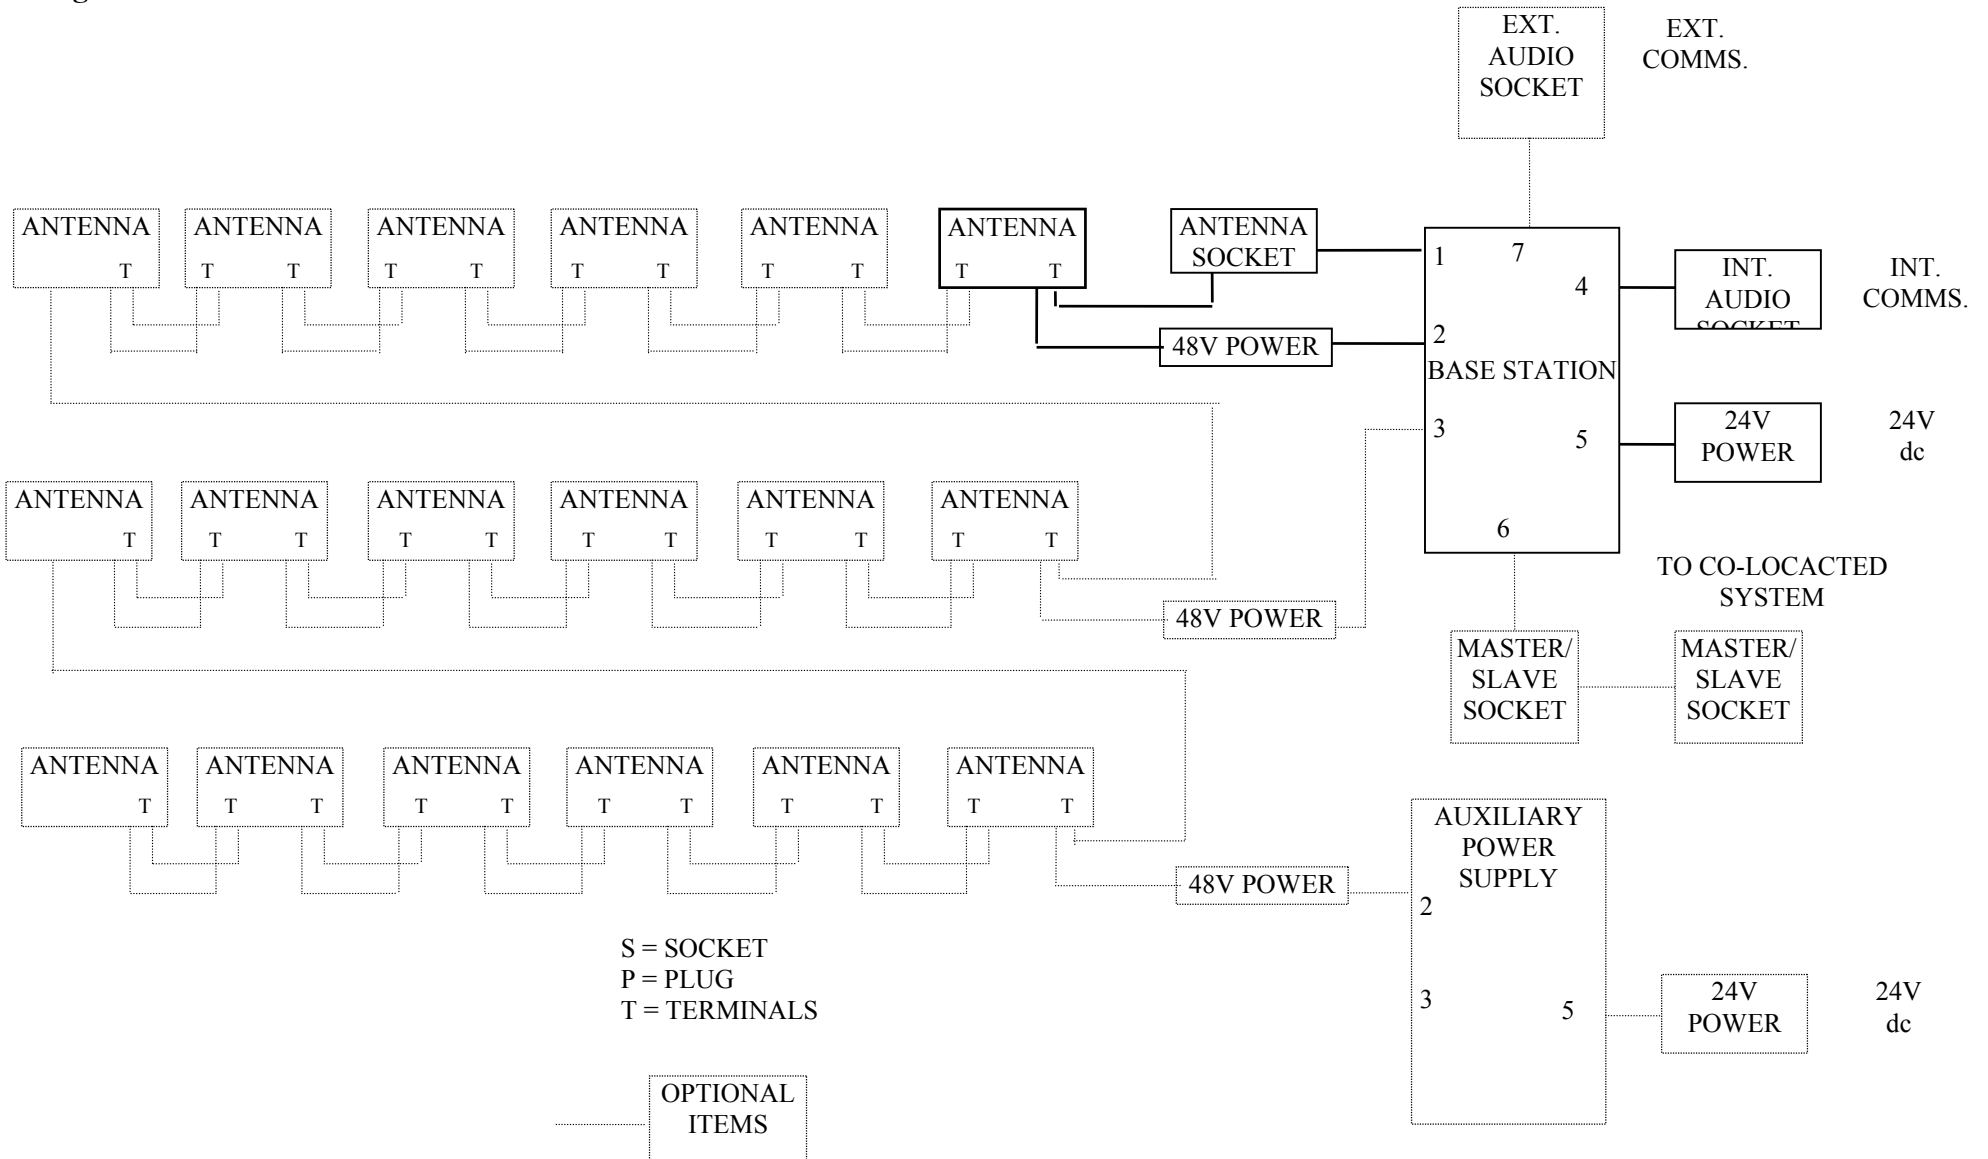 EXT.
AUDIO
SOCKET
EXT.
COMMS.
ANTENNA
T
ANTENNA
T T
ANTENNA
T T
ANTENNA
T T
ANTENNA
T T
ANTENNA
T T
ANTENNA
SOCKET
48V POWER
1
7
4
2
BASE STATION
3
5
6
INT.
AUDIO
SOCKET
INT.
COMMS.
24V
POWER
24V
dc
ANTENNA
T
ANTENNA
T T
ANTENNA
T T
ANTENNA
T T
ANTENNA
T T
ANTENNA
T T
48V POWER
TO CO-LOCACTED
SYSTEM
MASTER/
SLAVE
SOCKET
MASTER/
SLAVE
SOCKET
ANTENNA
T
ANTENNA
T T
ANTENNA
T T
ANTENNA
T T
ANTENNA
T T
ANTENNA
T T
48V POWER
AUXILIARY
POWER
SUPPLY
2
3
5
24V
POWER
24V
dc
S = SOCKET
P = PLUG
T = TERMINALS
OPTIONAL
ITEMS